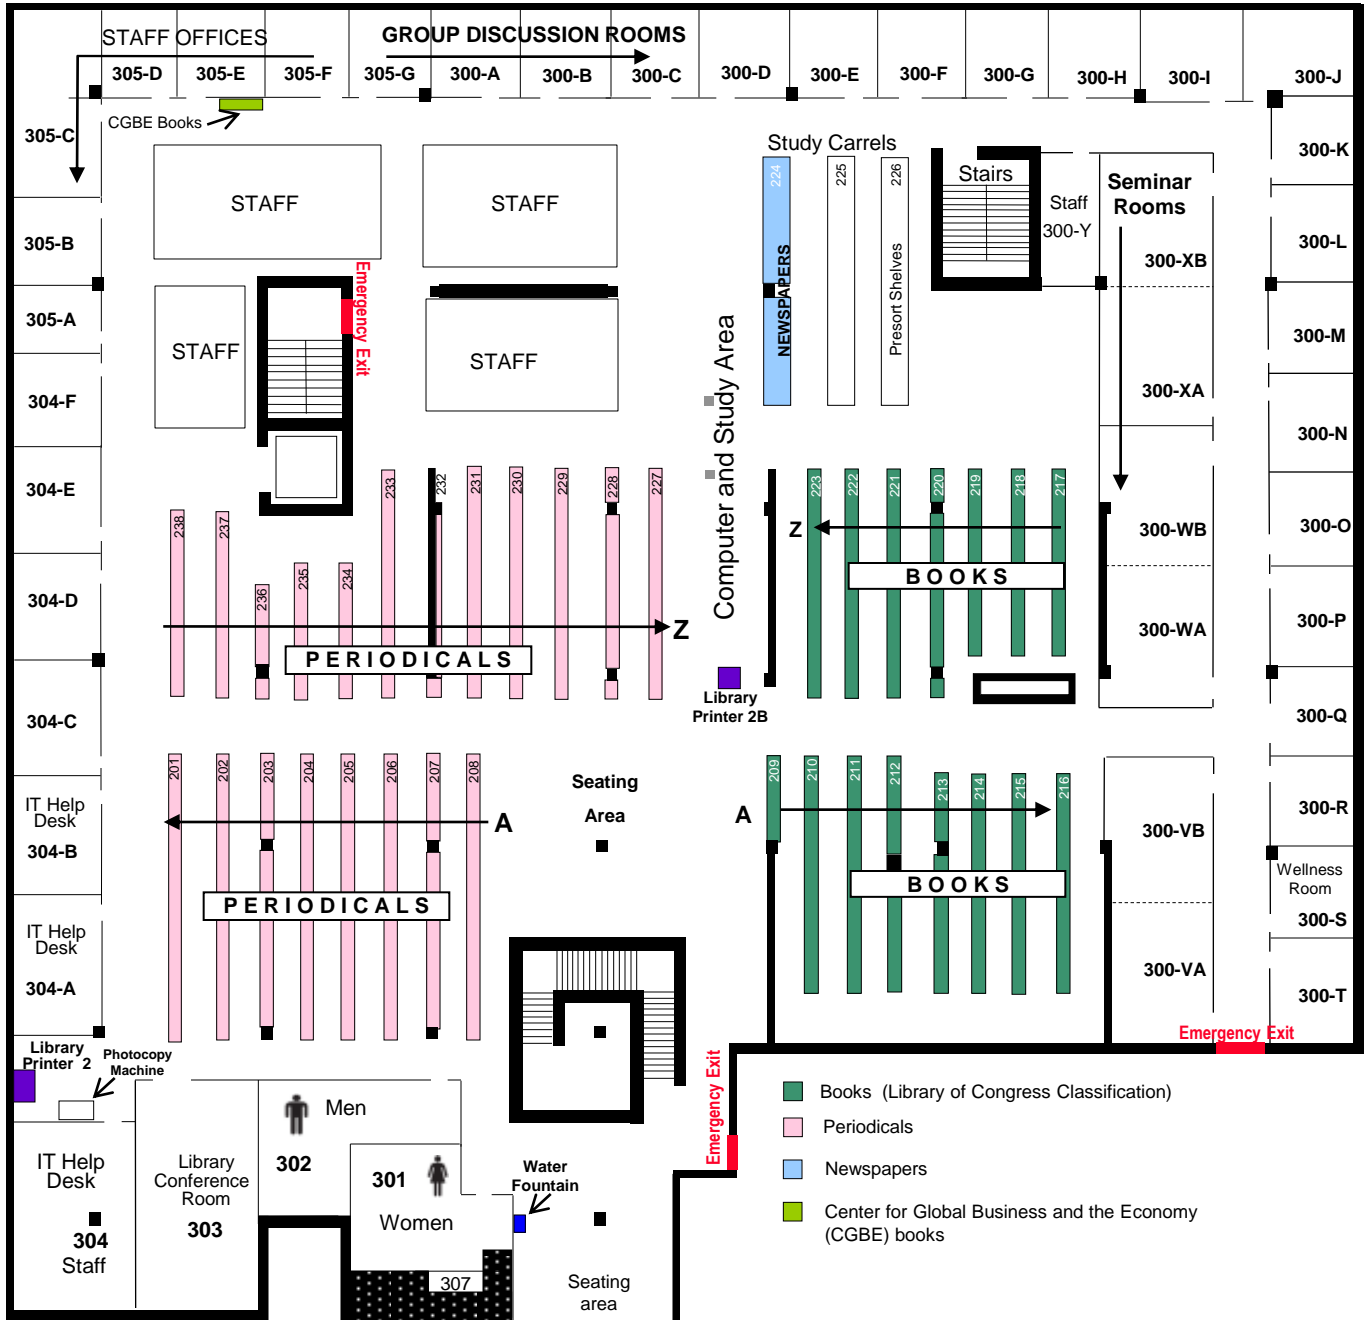 STAFF OFFICES
GROUP DISCUSSION ROOMS
305-D
305-E
305-F
305-G
300-A
300-B
300-C
300-D
300-E
300-F
300-G
300-H
300-I
300-J
CGBE Books
305-C
Study Carrels
300-K
STAFF
STAFF
224
225
226
Stairs
Staff
300-Y
Seminar
Rooms
305-B
300-XB
300-L
Emergency Exit
NEWSPAPERS
Presort Shelves
305-A
STAFF
STAFF
Computer and Study Area
300-M
304-F
300-XA
300-N
304-E
238
237
236
235
234
233
232
231
230
229
228
227
223
222
221
220
219
218
217
Z
300-WB
300-O
BOOKS
304-D
Z
300-WA
300-P
PERIODICALS
Library
Printer 2B
304-C
300-Q
201
202
203
204
205
206
207
208
Seating
Area
209
210
211
212
213
214
215
216
IT Help
Desk
304-B
A
A
300-VB
300-R
Wellness
Room
300-S
BOOKS
PERIODICALS
IT Help
Desk
304-A
300-VA
300-T
Emergency Exit
Library
Printer 2
Photocopy
Machine
Emergency Exit
Books (Library of Congress Classification)
Periodicals
Newspapers
Center for Global Business and the Economy
(CGBE) books
Men
302
IT Help
Desk
304
Staff
Library
Conference
Room
303
301
Women
Water
Fountain
307
Seating
area